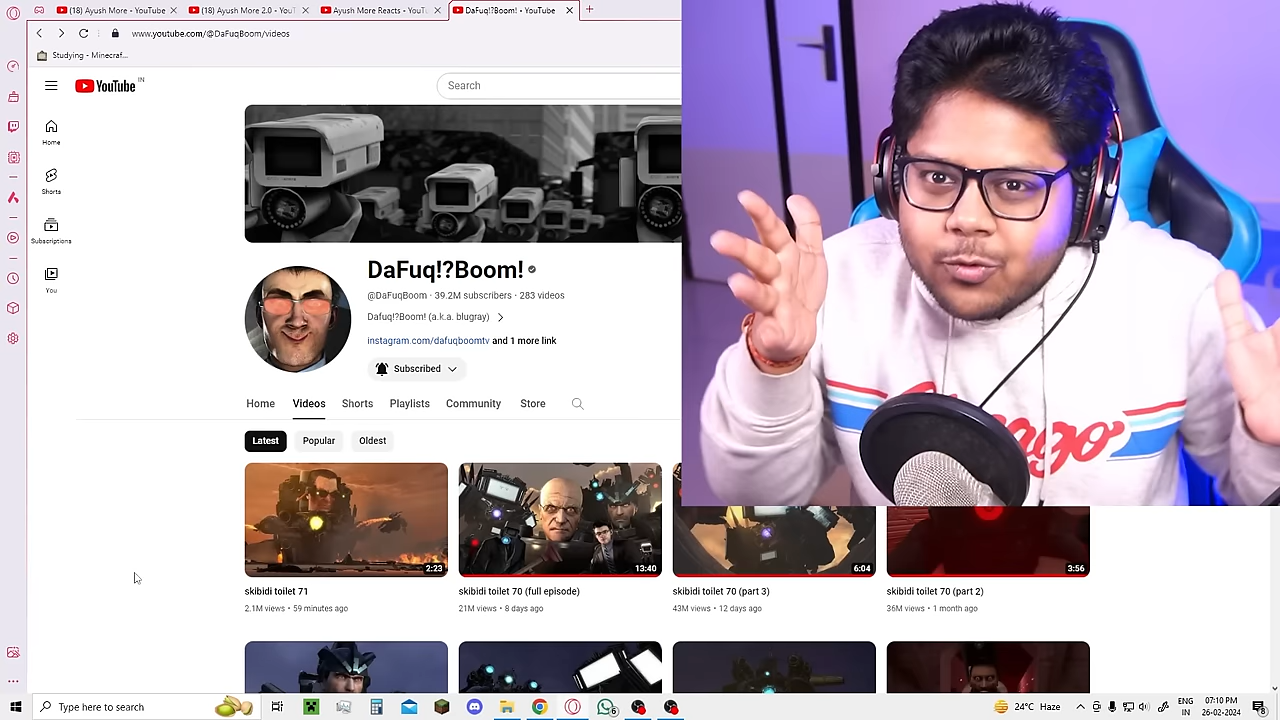 (18) Ayush More - YouTube
(18) Ayush More 2.0 - YouT
Ayush More Reacts - YouTu
DaFuq!?Boom! - YouTube
www.youtube.com/@DaFuqBoom/videos
Studying - Minecraf...
YouTube IN
Search
Home
Shorts
Subscriptions
You
DaFuq!?Boom!
@DaFuqBoom · 39.2M subscribers · 283 videos
Dafuq!?Boom! (a.k.a. blugray)
instagram.com/dafuqboomtv and 1 more link
Subscribed
Home Videos Shorts Playlists Community Store
Latest Popular Oldest
2:23
13:40
6:04
3:56
skibidi toilet 71
2.1M views • 59 minutes ago
skibidi toilet 70 (full episode)
21M views • 8 days ago
skibidi toilet 70 (part 3)
43M views • 12 days ago
skibidi toilet 70 (part 2)
36M views • 1 month ago
Type here to search
24°C Haze
ENG
IN
07:10 PM
26-02-2024